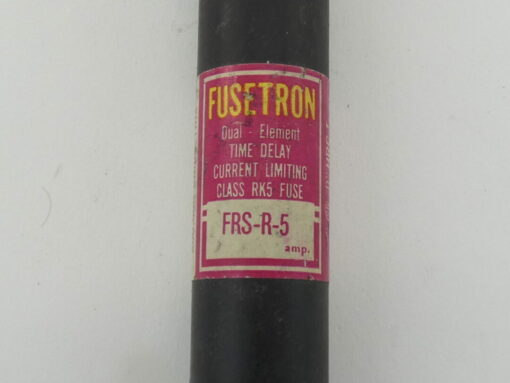 FUSETRON
Dual - Element
TIME DELAY
CURRENT LIMITING
CLASS RK5 FUSE
FRS-R-5
amp.